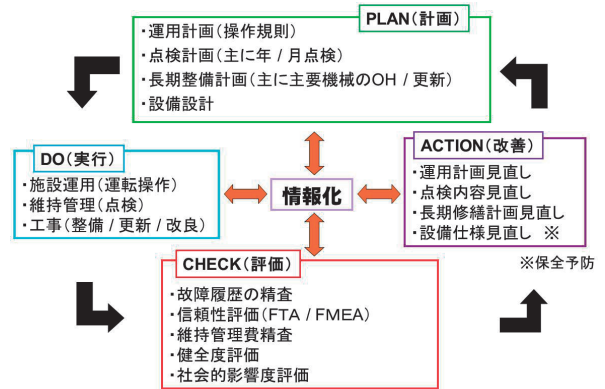 PLAN(計画)
・運用計画(操作規則)
・点検計画(主に年 / 月点検)
・長期整備計画(主に主要機械のOH / 更新)
・設備設計
DO(実行)
・施設運用(運転操作)
・維持管理(点検)
・工事(整備 / 更新 / 改良)
情報化
ACTION(改善)
・運用計画見直し
・点検内容見直し
・長期修繕計画見直し
・設備仕様見直し ※
※保全予防
CHECK(評価)
・故障履歴の精査
・信頼性評価(FTA / FMEA)
・維持管理費精査
・健全度評価
・社会的影響度評価